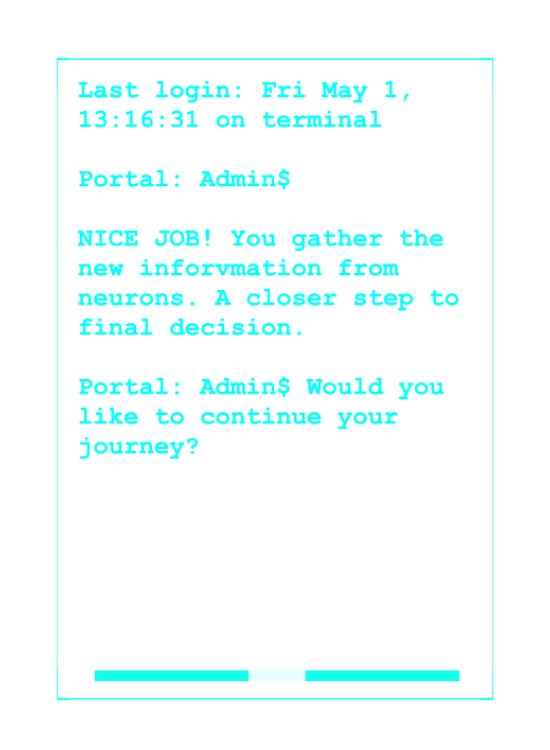 Last login: Fri May 1,
13:16:31 on terminal
Portal: Admin$
NICE JOB! You gather the
new inforvmation from
neurons. A closer step to
final decision.
Portal: Admin$ Would you
like to continue your
journey?